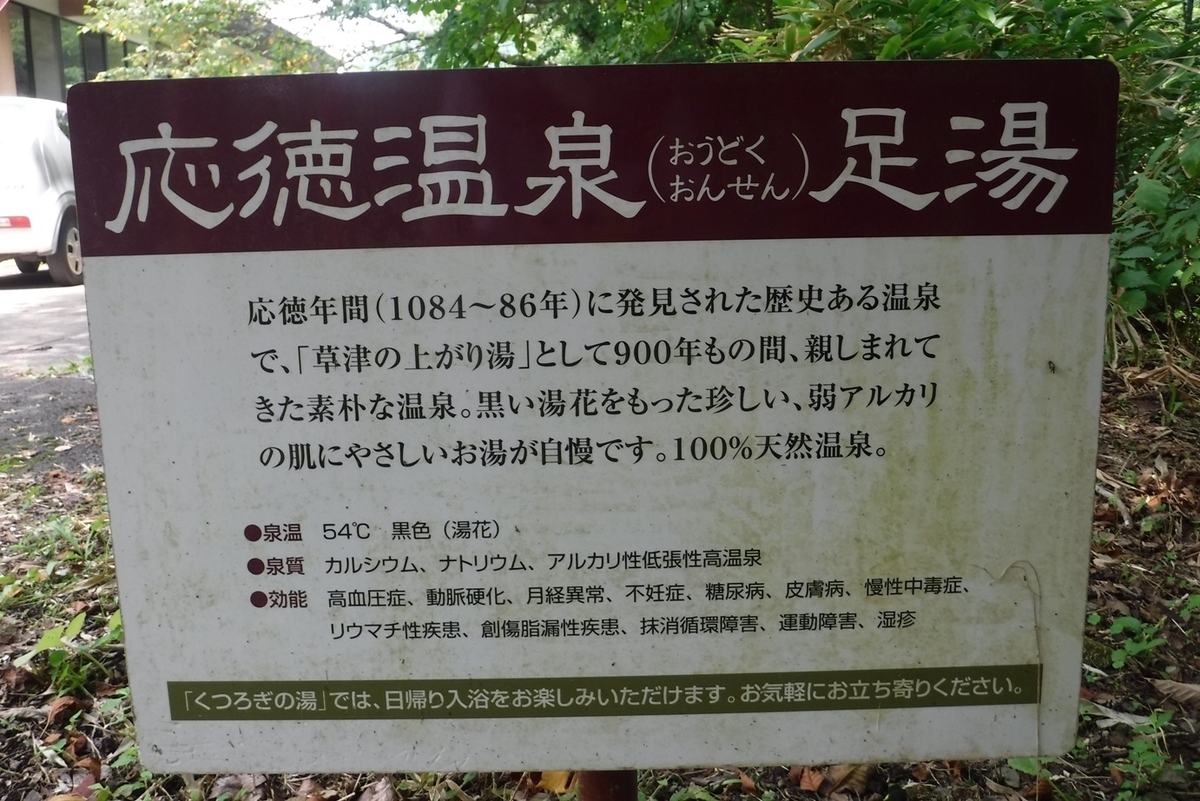 応徳温泉(おうどくおんせん)足湯
応徳年間(1084～86年)に発見された歴史ある温泉
で、「草津の上がり湯」として900年もの間、親しまれて
きた素朴な温泉。黒い湯花をもった珍しい、弱アルカリ
の肌にやさしいお湯が自慢です。100%天然温泉。
●泉温 54℃ 黒色（湯花）
●泉質 カルシウム、ナトリウム、アルカリ性低張性高温泉
●効能 高血圧症、動脈硬化、月経異常、不妊症、糖尿病、皮膚病、慢性中毒症、
リウマチ性疾患、創傷脂漏性疾患、抹消循環障害、運動障害、湿疹
「くつろぎの湯」では、日帰り入浴をお楽しみいただけます。お気軽にお立ち寄りください。